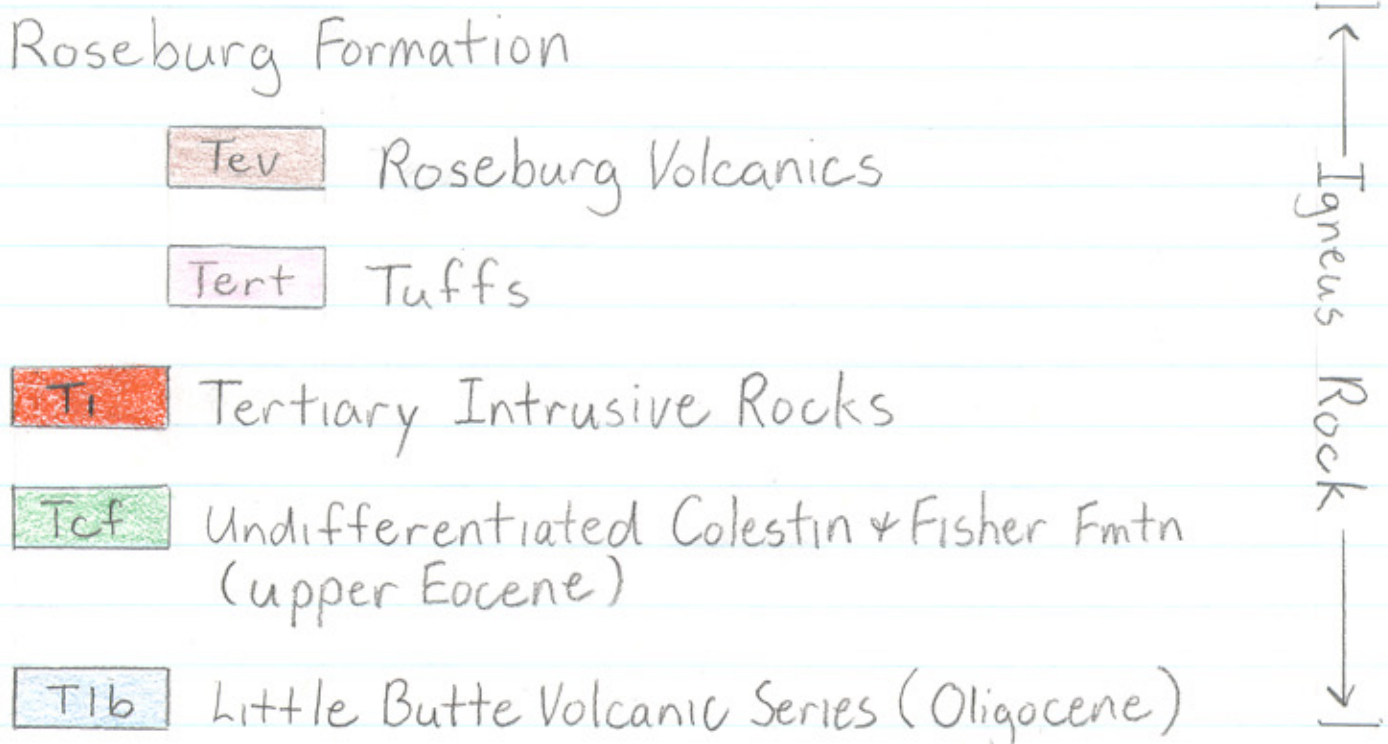 Roseburg Formation
Tev Roseburg Volcanics
Tert Tuffs
Ti Tertiary Intrusive Rocks
Tcf Undifferentiated Colestin & Fisher Fmtn
(upper Eocene)
Tlb Little Butte Volcanic Series (Oligocene)
Igneus Rock